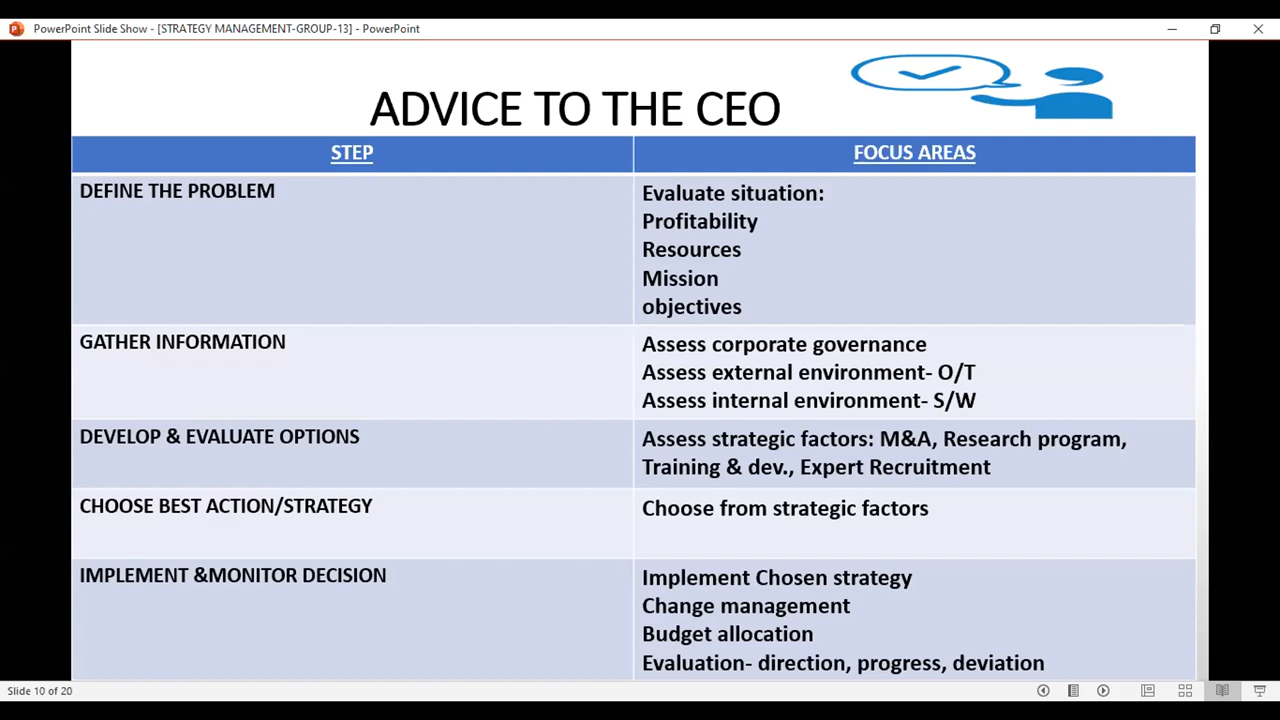 PowerPoint Slide Show - [STRATEGY MANAGEMENT-GROUP-13] - PowerPoint
ADVICE TO THE CEO
STEP
FOCUS AREAS
DEFINE THE PROBLEM
Evaluate situation:
Profitability
Resources
Mission
objectives
GATHER INFORMATION
Assess corporate governance
Assess external environment- O/T
Assess internal environment- S/W
DEVELOP & EVALUATE OPTIONS
Assess strategic factors: M&A, Research program,
Training & dev., Expert Recruitment
CHOOSE BEST ACTION/STRATEGY
Choose from strategic factors
IMPLEMENT &MONITOR DECISION
Implement Chosen strategy
Change management
Budget allocation
Evaluation- direction, progress, deviation
Slide 10 of 20